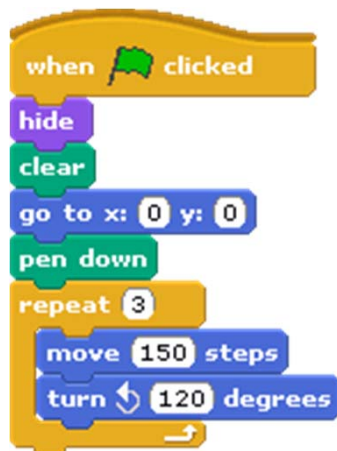 when clicked
hide
clear
go to x: 0 y: 0
pen down
repeat 3
move 150 steps
turn 120 degrees